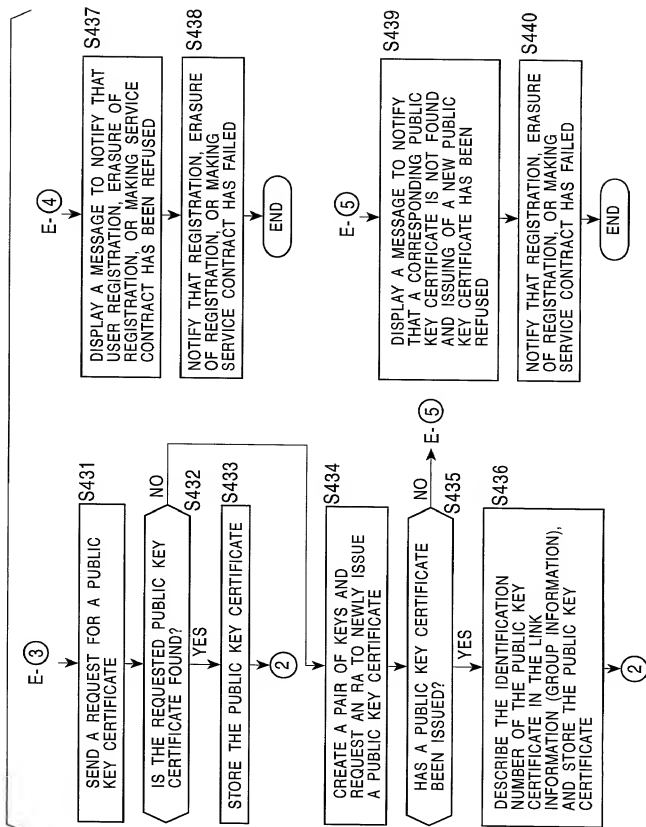 E-③
S431
SEND A REQUEST FOR A PUBLIC
KEY CERTIFICATE
S432
IS THE REQUESTED PUBLIC KEY
CERTIFICATE FOUND?
NO
YES
S433
STORE THE PUBLIC KEY CERTIFICATE
②
S434
CREATE A PAIR OF KEYS AND
REQUEST AN RA TO NEWLY ISSUE
A PUBLIC KEY CERTIFICATE
S435
HAS A PUBLIC KEY CERTIFICATE
BEEN ISSUED?
NO
E-⑤
YES
S436
DESCRIBE THE IDENTIFICATION
NUMBER OF THE PUBLIC KEY
CERTIFICATE IN THE LINK
INFORMATION (GROUP INFORMATION),
AND STORE THE PUBLIC KEY
CERTIFICATE
②
E-④
S437
DISPLAY A MESSAGE TO NOTIFY THAT
USER REGISTRATION, ERASURE OF
REGISTRATION, OR MAKING SERVICE
CONTRACT HAS BEEN REFUSED
S438
NOTIFY THAT REGISTRATION, ERASURE
OF REGISTRATION, OR MAKING
SERVICE CONTRACT HAS FAILED
END
E-⑤
S439
DISPLAY A MESSAGE TO NOTIFY
THAT A CORRESPONDING PUBLIC
KEY CERTIFICATE IS NOT FOUND
AND ISSUING OF A NEW PUBLIC
KEY CERTIFICATE HAS BEEN
REFUSED
S440
NOTIFY THAT REGISTRATION, ERASURE
OF REGISTRATION, OR MAKING
SERVICE CONTRACT HAS FAILED
END